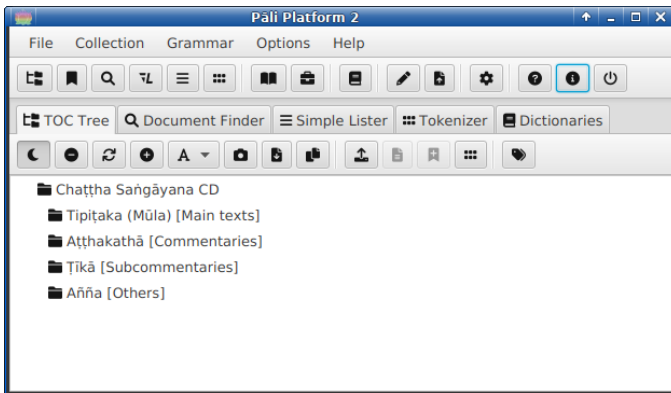 Pāli Platform 2
File Collection Grammar Options Help
TOC Tree Document Finder Simple Lister Tokenizer Dictionaries
A
Chaṭṭha Saṅgāyana CD
Tipiṭaka (Mūla) [Main texts]
Aṭṭhakathā [Commentaries]
Ṭīkā [Subcommentaries]
Añña [Others]